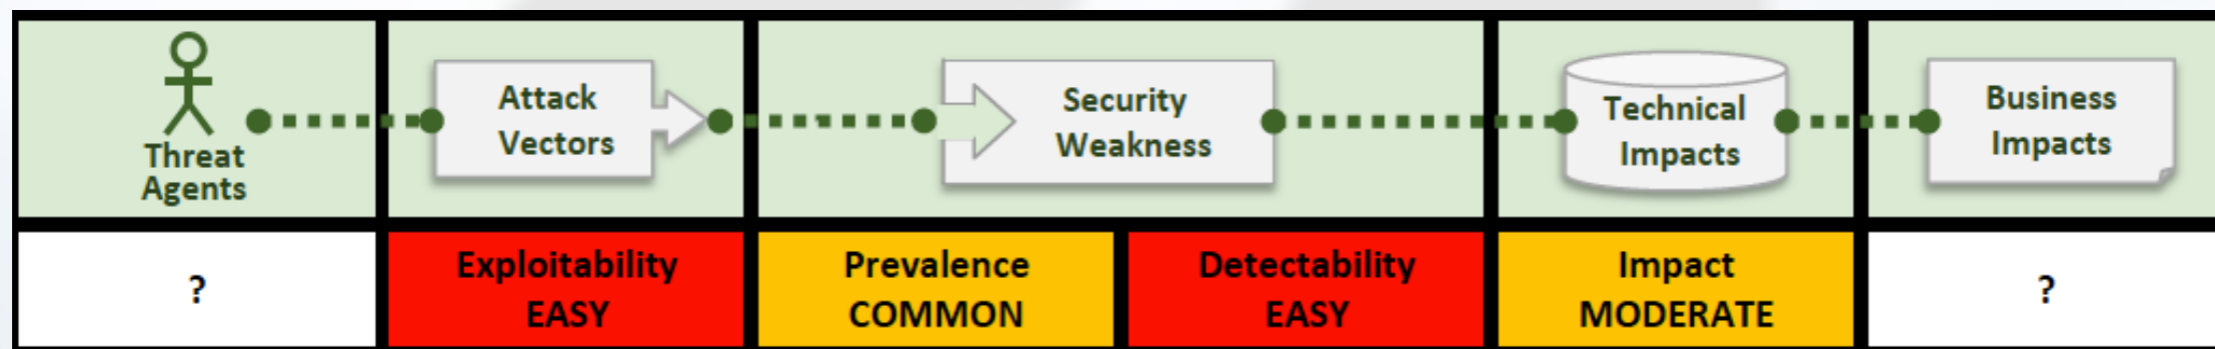 Threat
Agents
Attack
Vectors
Security
Weakness
Technical
Impacts
Business
Impacts
?
Exploitability
EASY
Prevalence
COMMON
Detectability
EASY
Impact
MODERATE
?